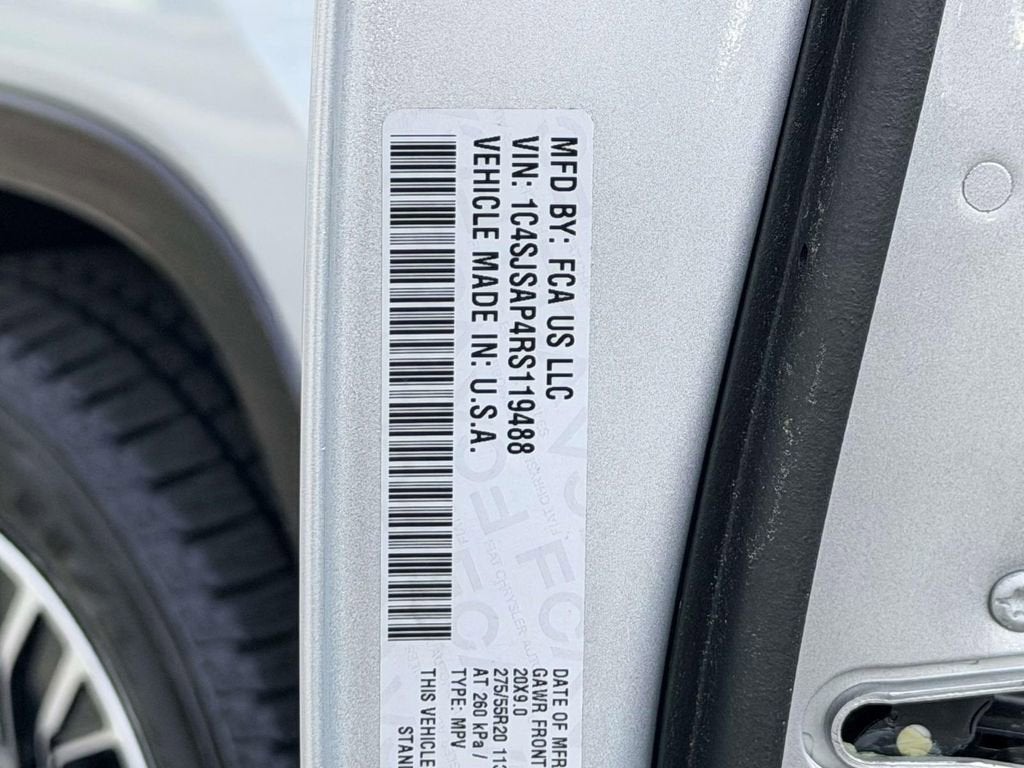 MFD BY: FCA US LLC
VIN: 1C4SJSAP4RS119488
VEHICLE MADE IN: U.S.A.
DATE OF MFR
GAWR FRONT
20X9.0
275/55R20 113
AT 260 kPa /
TYPE: MPV
THIS VEHICLE